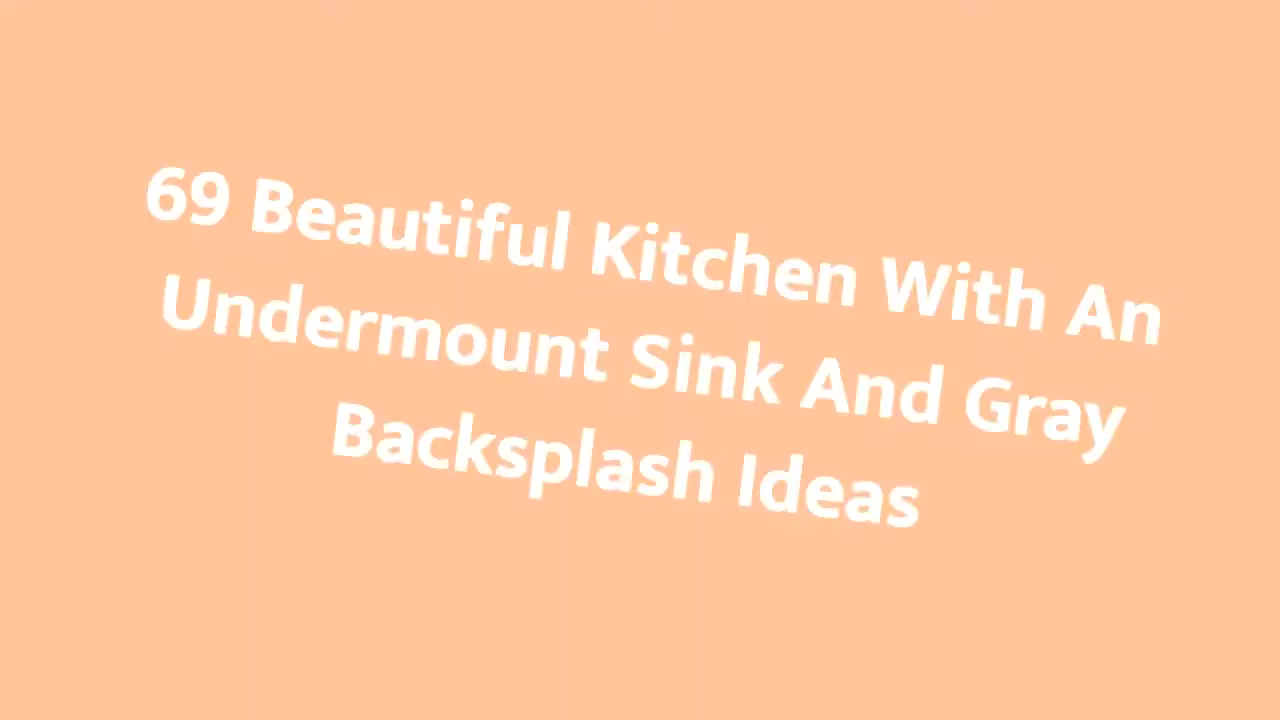 69 Beautiful Kitchen With An
Undermount Sink And Gray
Backsplash Ideas